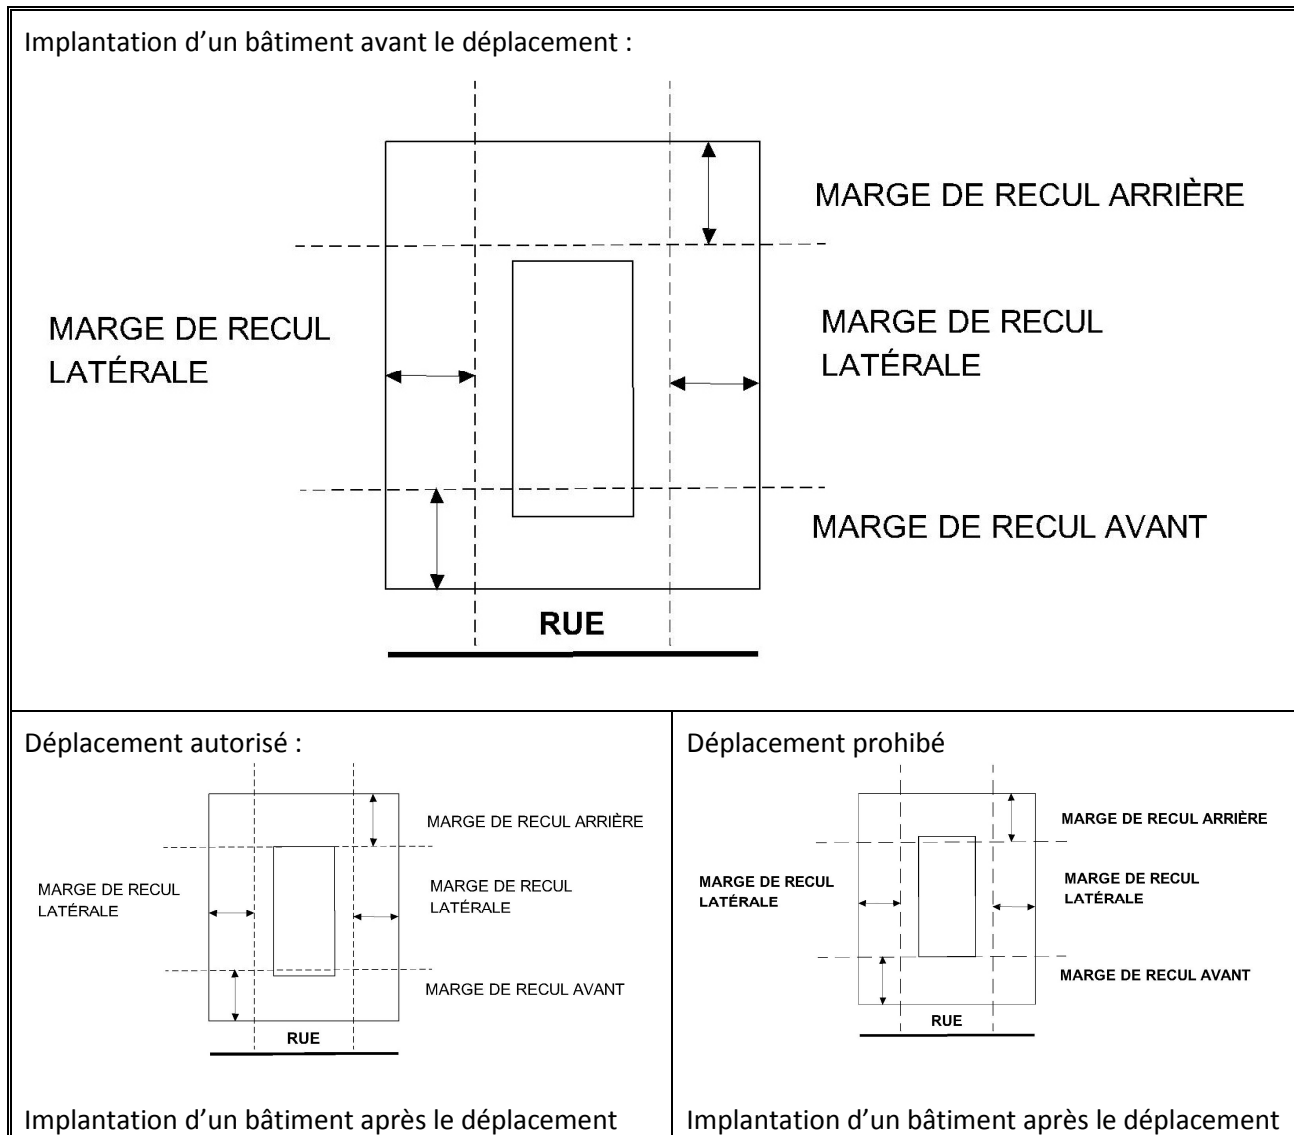 Implantation d’un bâtiment avant le déplacement :
MARGE DE RECUL ARRIÈRE
MARGE DE RECUL
LATÉRALE
MARGE DE RECUL
LATÉRALE
MARGE DE RECUL AVANT
RUE
Déplacement autorisé :
MARGE DE RECUL ARRIÈRE
MARGE DE RECUL
LATÉRALE
MARGE DE RECUL
LATÉRALE
MARGE DE RECUL AVANT
RUE
Implantation d’un bâtiment après le déplacement
Déplacement prohibé
MARGE DE RECUL ARRIÈRE
MARGE DE RECUL
LATÉRALE
MARGE DE RECUL
LATÉRALE
MARGE DE RECUL AVANT
RUE
Implantation d’un bâtiment après le déplacement